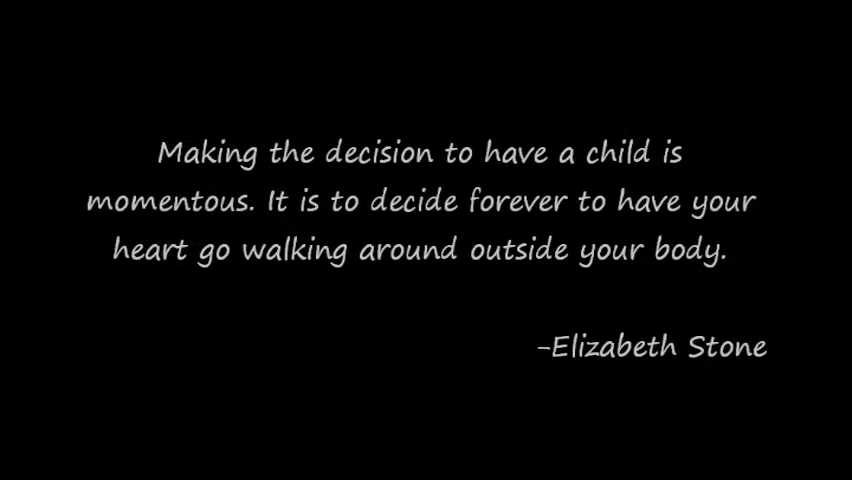 Making the decision to have a child is
momentous. It is to decide forever to have your
heart go walking around outside your body.
-Elizabeth Stone